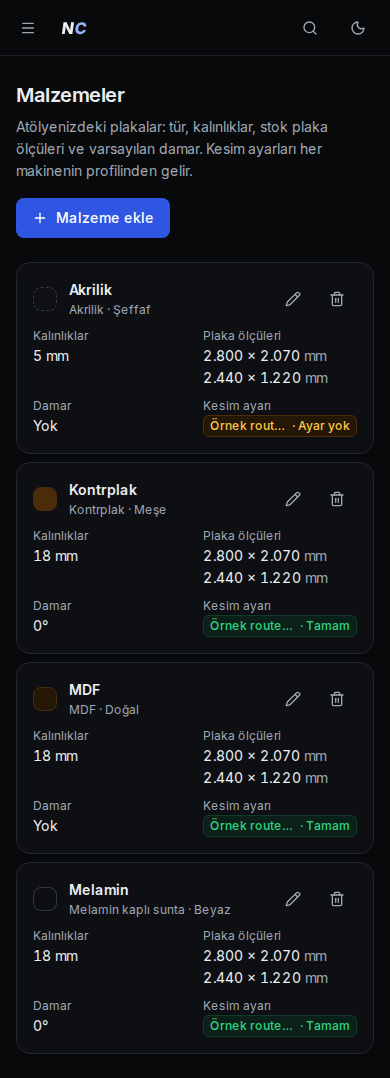 NC
Malzemeler
Atölyenizdeki plakalar: tür, kalınlıklar, stok plaka
ölçüleri ve varsayılan damar. Kesim ayarları her
makinenin profilinden gelir.
Malzeme ekle
Akrilik
Akrilik · Şeffaf
Kalınlıklar
5 mm
Plaka ölçüleri
2.800 × 2.070 mm
2.440 × 1.220 mm
Damar
Yok
Kesim ayarı
Örnek rout... · Ayar yok
Kontrplak
Kontrplak · Meşe
Kalınlıklar
18 mm
Plaka ölçüleri
2.800 × 2.070 mm
2.440 × 1.220 mm
Damar
0°
Kesim ayarı
Örnek route... · Tamam
MDF
MDF · Doğal
Kalınlıklar
18 mm
Plaka ölçüleri
2.800 × 2.070 mm
2.440 × 1.220 mm
Damar
Yok
Kesim ayarı
Örnek route... · Tamam
Melamin
Melamin kaplı sunta · Beyaz
Kalınlıklar
18 mm
Plaka ölçüleri
2.800 × 2.070 mm
2.440 × 1.220 mm
Damar
0°
Kesim ayarı
Örnek route... · Tamam